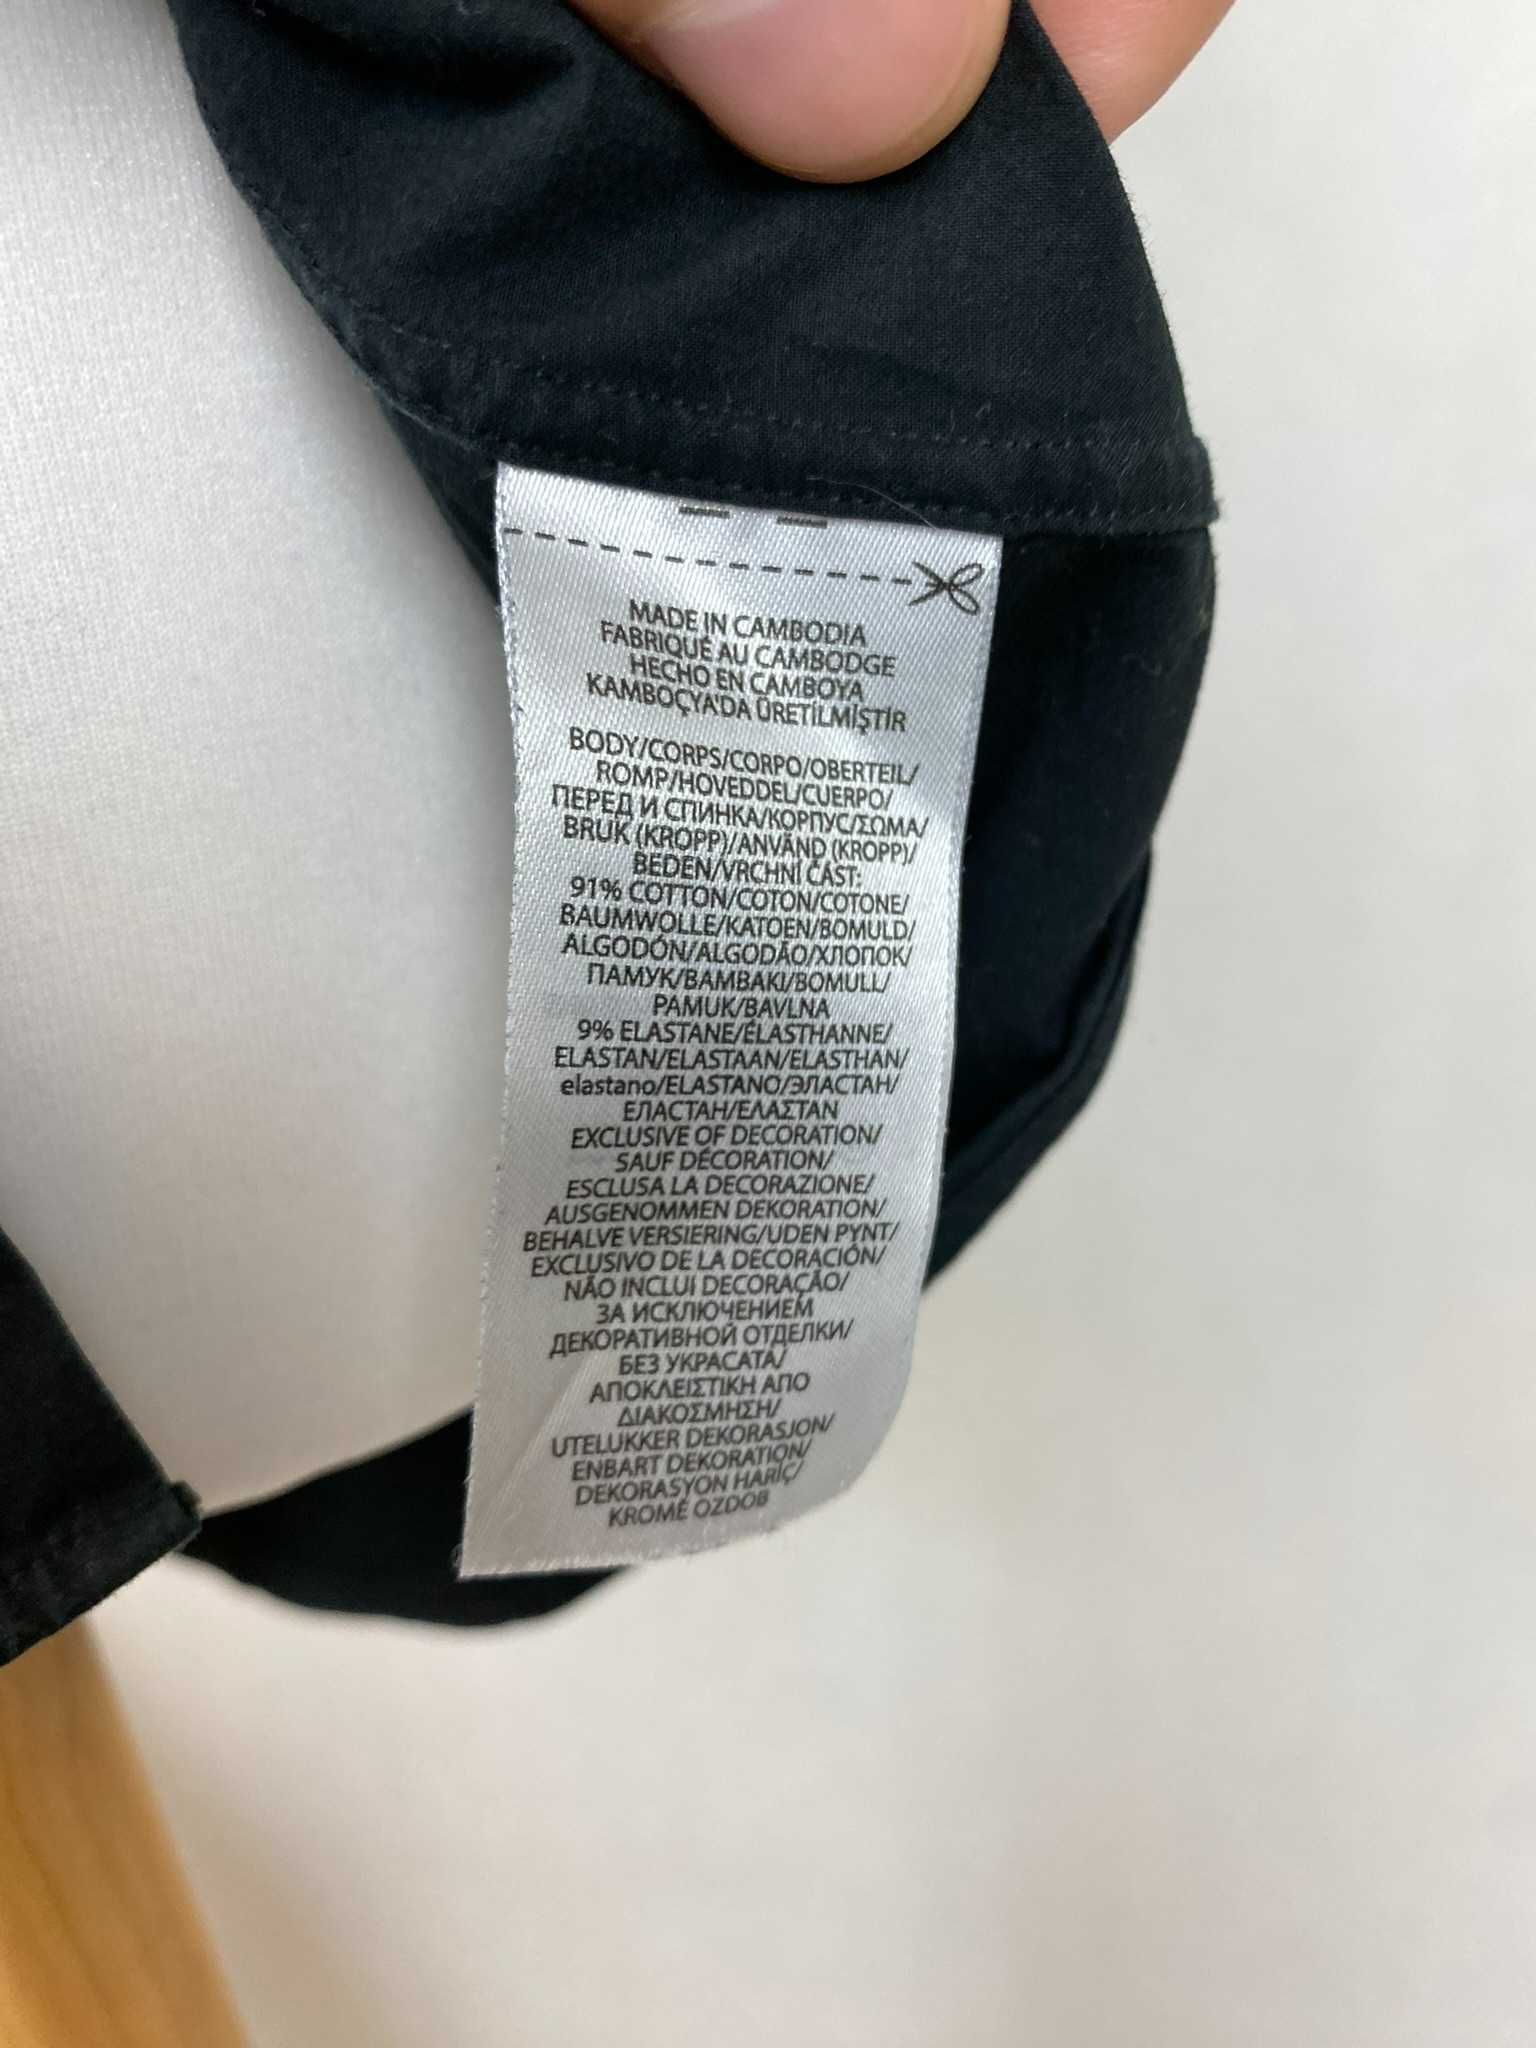 MADE IN CAMBODIA
FABRIQUÉ AU CAMBODGE
HECHO EN CAMBOYA
KAMBOÇYA'DA ÜRETİLMİŞTİR
BODY/CORPS/CORPO/OBERTEIL/
ROMP/HOVEDDEL/CUERPO/
ПЕРЕД И СПИНКА/КОРПУС/ΣΩΜΑ/
BRUK (KROPP)/ANVÄND (KROPP)/
BEDEN/VRCHNÍ ČÁST:
91% COTTON/COTON/COTONE/
BAUMWOLLE/KATOEN/BOMULD/
ALGODÓN/ALGODÃO/ХЛОПОК/
ПАМУК/ΒΑΜΒΑΚΙ/BOMULL/
PAMUK/BAVLNA
9% ELASTANE/ÉLASTHANNE/
ELASTAN/ELASTAAN/ELASTHAN/
elastano/ELASTANO/ЭЛАСТАН/
ЕЛАСТАН/ΕΛΑΣΤΑΝ
EXCLUSIVE OF DECORATION/
SAUF DÉCORATION/
ESCLUSA LA DECORAZIONE/
AUSGENOMMEN DEKORATION/
BEHALVE VERSIERING/UDEN PYNT/
EXCLUSIVO DE LA DECORACIÓN/
NÃO INCLUI DECORAÇÃO/
ЗА ИСКЛЮЧЕНИЕМ
ДЕКОРАТИВНОЙ ОТДЕЛКИ/
БЕЗ УКРАСАТА/
ΑΠΟΚΛΕΙΣΤΙΚΗ ΑΠΟ
ΔΙΑΚΟΣΜΗΣΗ/
UTELUKKER DEKORASJON/
ENBART DEKORATION/
DEKORASYON HARİÇ/
KROMĚ OZDOB